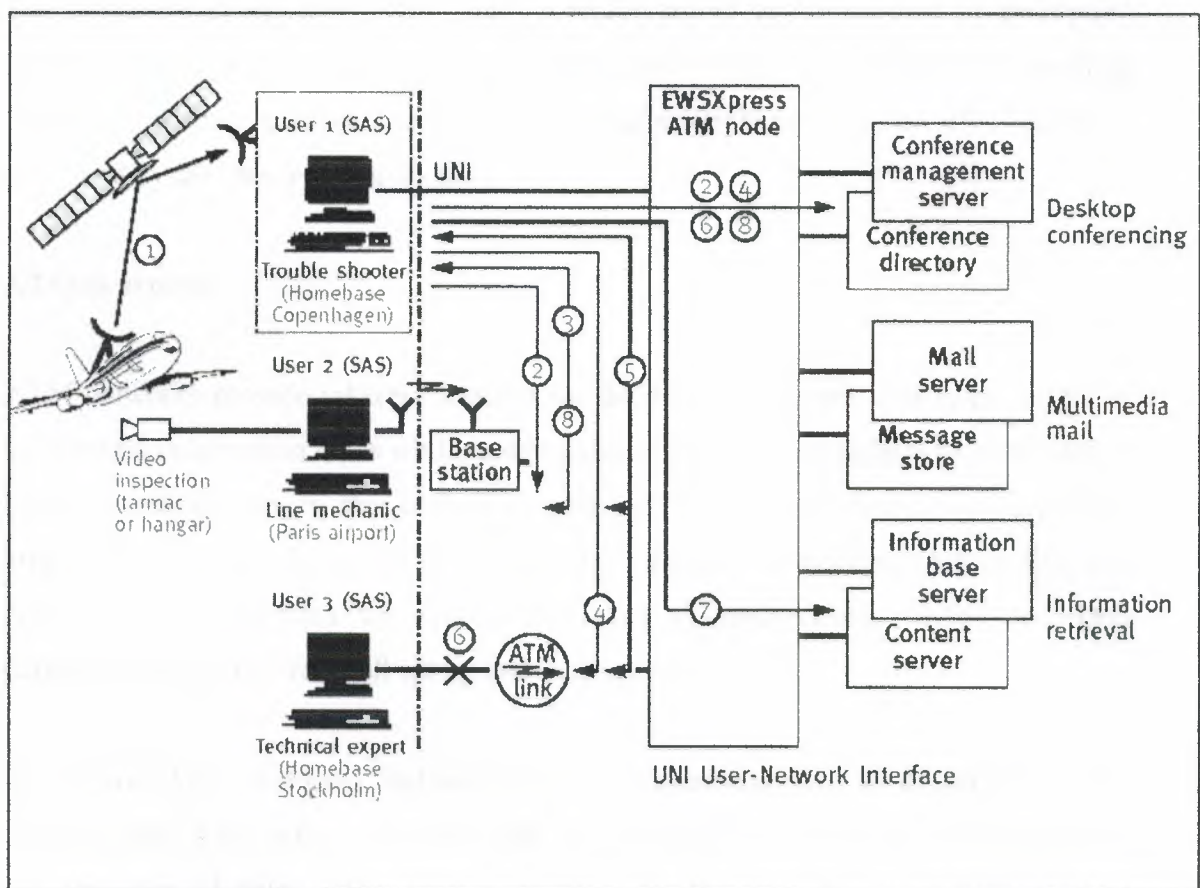 User 1 (SAS)
Trouble shooter
(Homebase
Copenhagen)
UNI
EWSXpress
ATM node
2 4
6 8
Conference
management
server
Conference
directory
Desktop
conferencing
1
3
2
5
8
User 2 (SAS)
Video
inspection
(tarmac
or hangar)
Line mechanic
(Paris airport)
Base
station
Mail
server
Message
store
Multimedia
mail
User 3 (SAS)
Technical expert
(Homebase
Stockholm)
6
ATM
link
4
7
Information
base
server
Content
server
Information
retrieval
UNI User-Network Interface